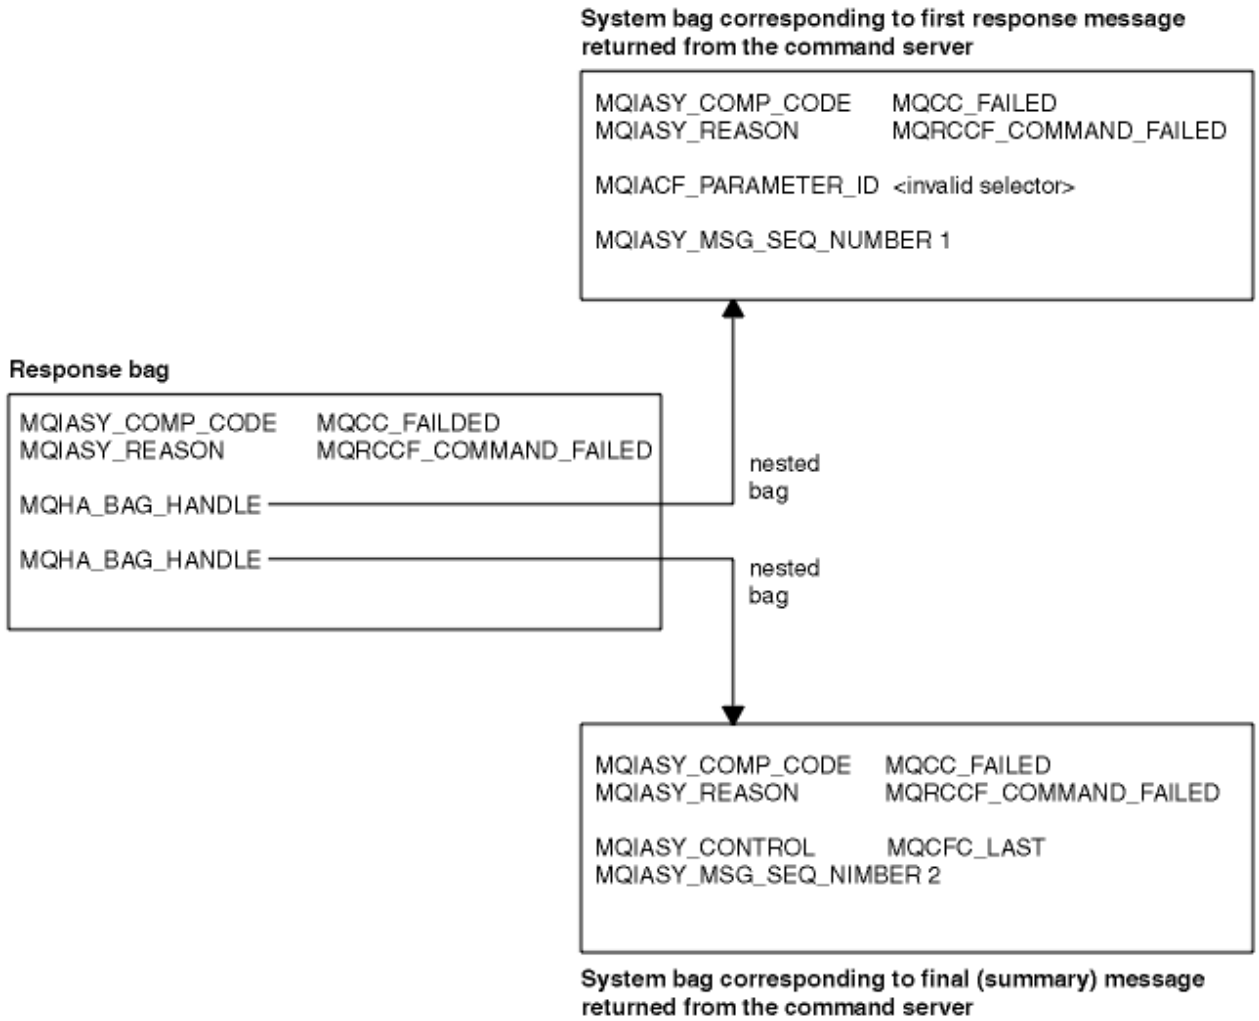 System bag corresponding to first response message
returned from the command server
MQIASY_COMP_CODE MQCC_FAILED
MQIASY_REASON MQRCCF_COMMAND_FAILED
MQIACF_PARAMETER_ID <invalid selector>
MQIASY_MSG_SEQ_NUMBER 1
Response bag
MQIASY_COMP_CODE MQCC_FAILDED
MQIASY_REASON MQRCCF_COMMAND_FAILED
MQHA_BAG_HANDLE
nested
bag
MQHA_BAG_HANDLE
nested
bag
MQIASY_COMP_CODE MQCC_FAILED
MQIASY_REASON MQRCCF_COMMAND_FAILED
MQIASY_CONTROL MQCFC_LAST
MQIASY_MSG_SEQ_NIMBER 2
System bag corresponding to final (summary) message
returned from the command server